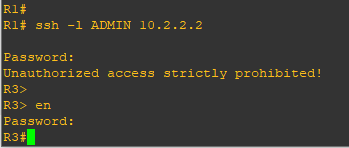 R1#
R1# ssh -l ADMIN 10.2.2.2
Password:
Unauthorized access strictly prohibited!
R3>
R3> en
Password:
R3#